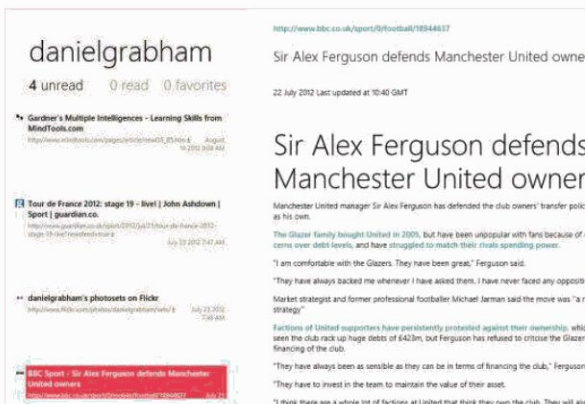 danielgrabham
4 unread 0 read 0 favorites
Gardner's Multiple Intelligences - Learning Skills from
MindTools.com
August
Tour de France 2012: stage 19 - live! | John Ashdown |
Sport | guardian.co.
July 23 2012 7:47 AM
danielgrabham's photosets on Flickr
July 23 2012
7:45 AM
BBC Sport - Sir Alex Ferguson defends Manchester
United owners
July 23
http://www.bbc.co.uk/sport/0/football/18944637
Sir Alex Ferguson defends Manchester United owne
22 July 2012 Last updated at 10:40 GMT
Sir Alex Ferguson defends
Manchester United owner
Manchester United manager Sir Alex Ferguson has defended the club owners' transfer polic
as his own.
The Glazer family bought United in 2005, but have been unpopular with fans because of
cerns over debt levels, and have struggled to match their rivals spending power.
"I am comfortable with the Glazers. They have been great," Ferguson said.
"They have always backed me whenever I have asked them. I have never faced any oppositi
Market strategist and former professional footballer Michael Jarman said the move was "a r
strategy"
Factions of United supporters have persistently protested against their ownership, whic
seen the club rack up huge debts of £423m, but Ferguson has refused to criticise the Glazer
financing of the club.
"They have always been as sensible as they can be in terms of financing the club," Ferguson
"They have to invest in the team to maintain the value of their asset.
"I think there are a whole lot of factions at United that think they own the club. They will